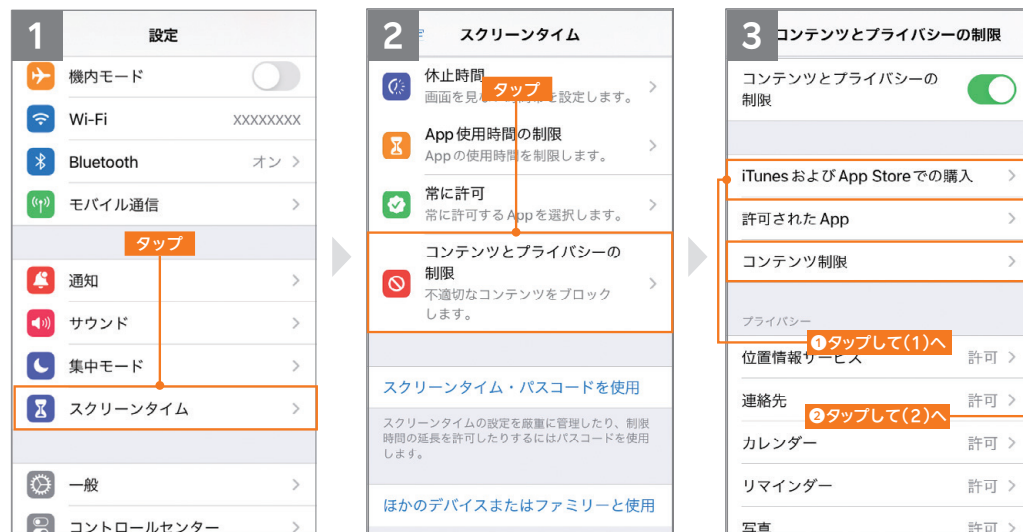 1
設定
機内モード
Wi-Fi XXXXXXXX
Bluetooth オン
モバイル通信
タップ
通知
サウンド
集中モード
スクリーンタイム
一般
コントロールセンター
2
スクリーンタイム
休止時間
タップ
画面を見 を設定します。
App使用時間の制限
Appの使用時間を制限します。
常に許可
常に許可するAppを選択します。
コンテンツとプライバシーの
制限
不適切なコンテンツをブロック
します。
スクリーンタイム・パスコードを使用
スクリーンタイムの設定を厳重に管理したり、制限
時間の延長を許可したりするにはパスコードを使用
します。
ほかのデバイスまたはファミリーと使用
3
コンテンツとプライバシーの制限
コンテンツとプライバシーの
制限
iTunesおよびApp Storeでの購入
許可されたApp
コンテンツ制限
プライバシー
❶タップして(1)へ
位置情報サービス 許可
連絡先 許可
❷タップして(2)へ
カレンダー 許可
リマインダー 許可
写真 許可